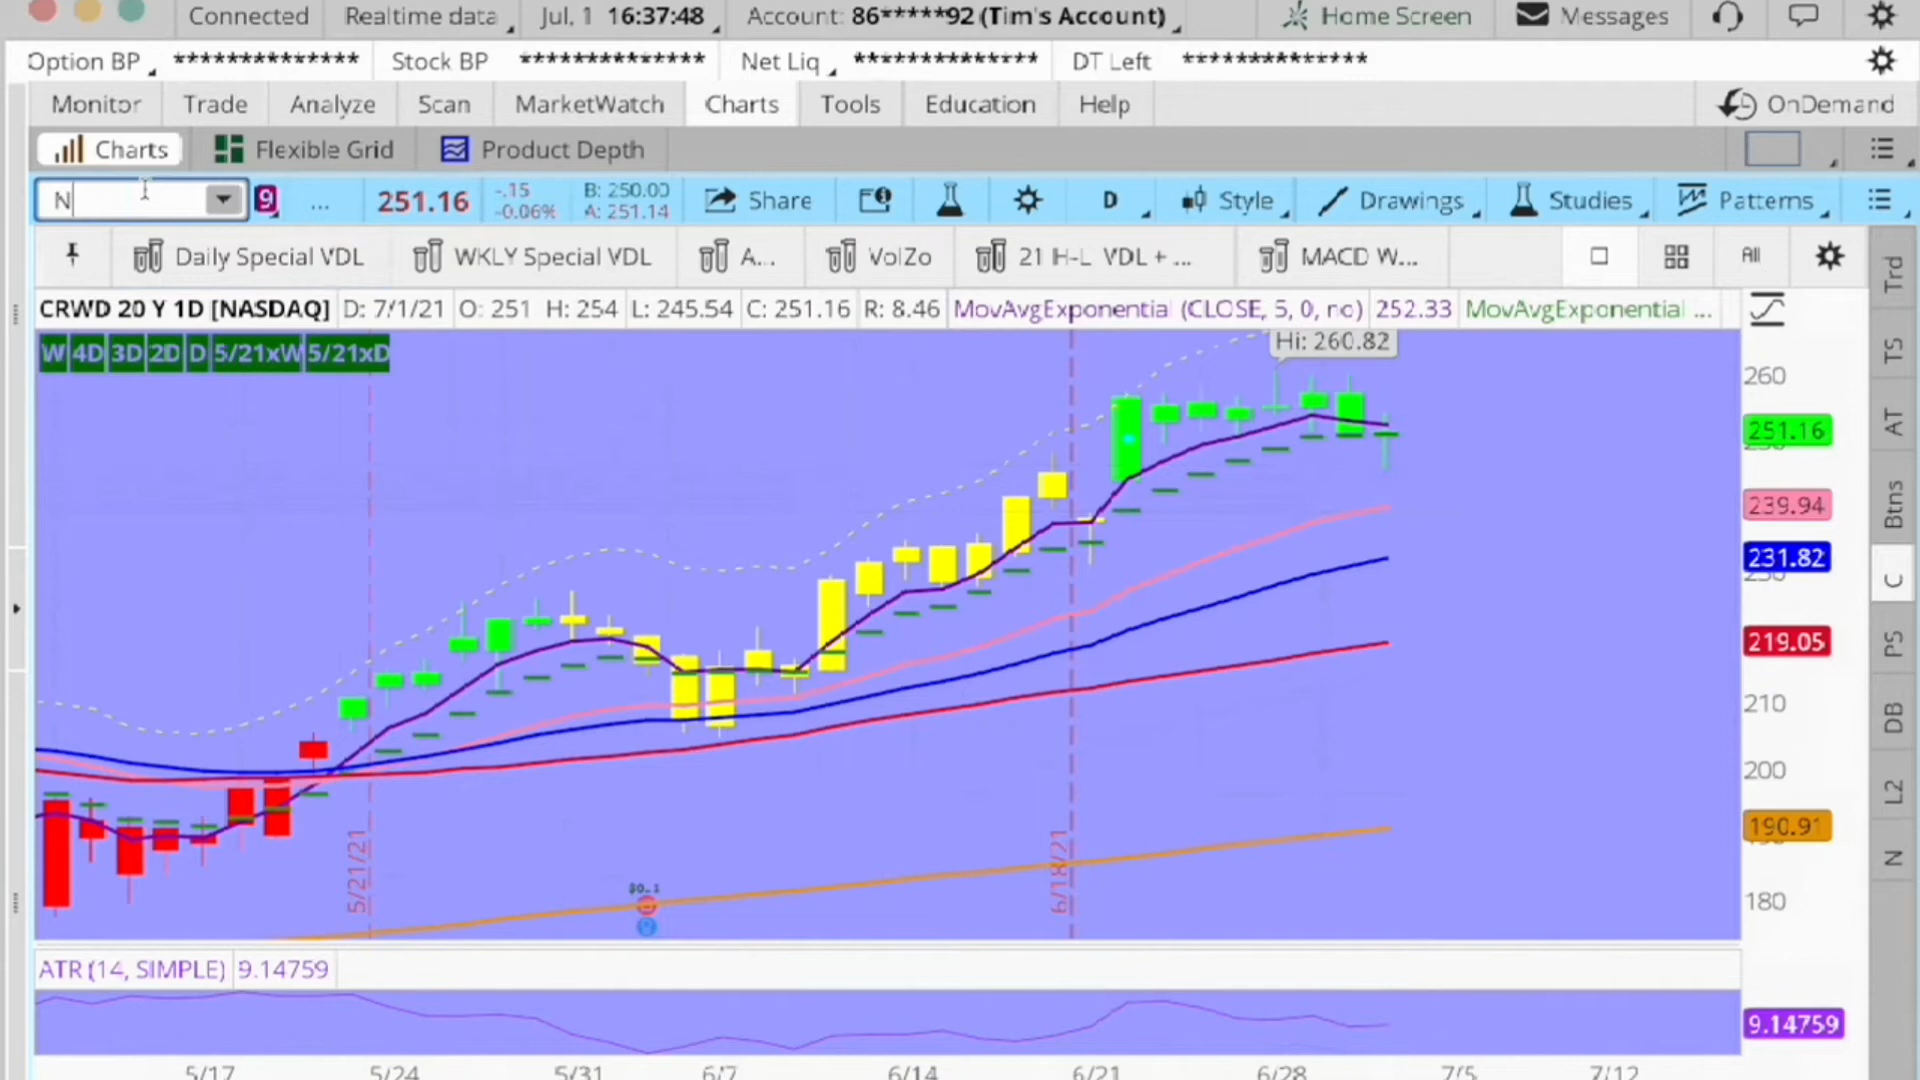 Connected Realtime data Jul, 1 16:37:48 Account: 86*****92 (Tim's Account) Home Screen Messages
Option BP ************** Stock BP ************** Net Liq ************** DT Left **************
Monitor Trade Analyze Scan MarketWatch Charts Tools Education Help OnDemand
Charts Flexible Grid Product Depth
N 9 ... 251.16 -.15 -0.06% B: 250.00 A: 251.14 Share D Style Drawings Studies Patterns
Daily Special VDL WKLY Special VDL A... VolZo 21 H-L VDL + ... MACD W... All
CRWD 20 Y 1D [NASDAQ] D: 7/1/21 O: 251 H: 254 L: 245.54 C: 251.16 R: 8.46 MovAvgExponential (CLOSE, 5, 0, no) 252.33 MovAvgExponential ...
W 4D 3D 2D D 5/21xW 5/21xD
Hi: 260.82
260
251.16
239.94
231.82
219.05
210
200
190.91
180
5/21/21
6/18/21
$0.1
ATR (14, SIMPLE) 9.14759
9.14759
5/17 5/24 5/31 6/7 6/14 6/21 6/28 7/5 7/12
Trd
TS
AT
Btns
C
PS
DB
L2
N